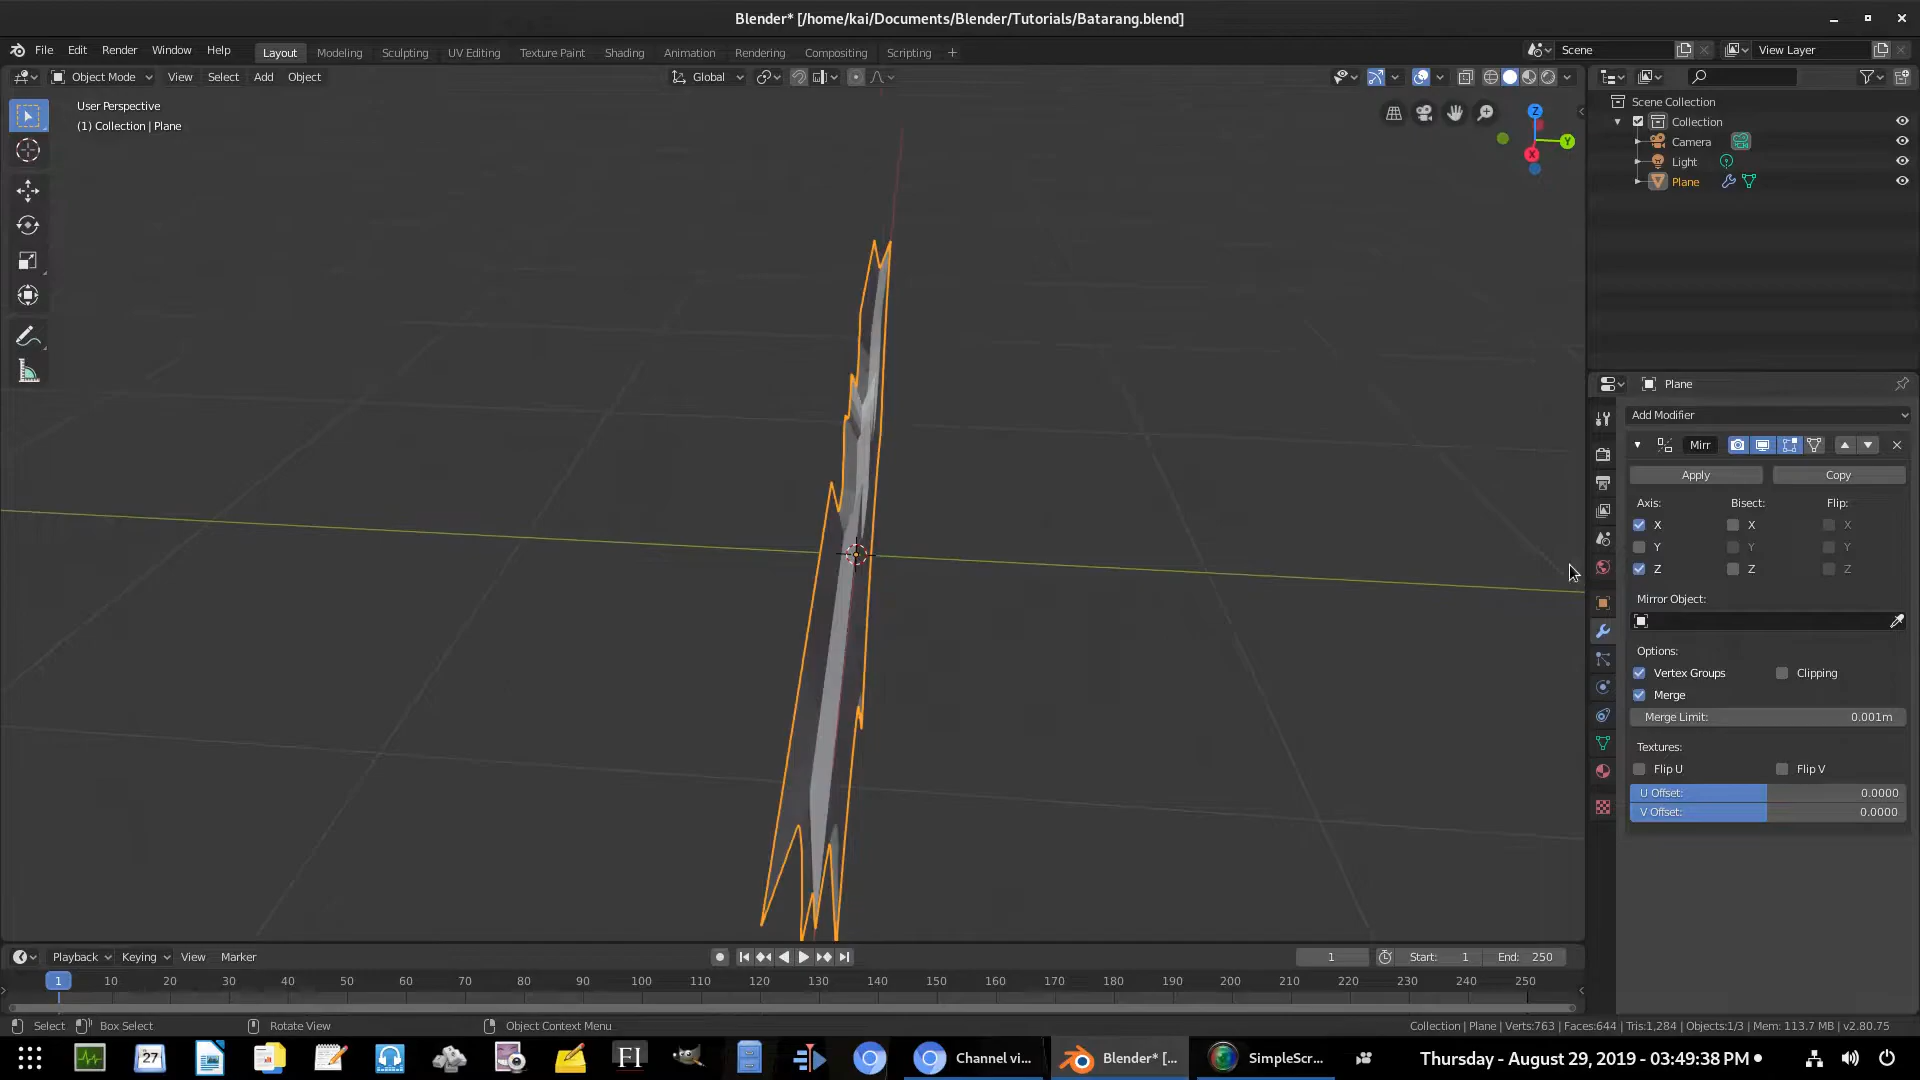 Blender* [/home/kai/Documents/Blender/Tutorials/Batarang.blend]
File Edit Render Window Help
Layout Modeling Sculpting UV Editing Texture Paint Shading Animation Rendering Compositing Scripting
Scene
View Layer
Object Mode View Select Add Object
Global
User Perspective
(1) Collection | Plane
Z
Y
X
Scene Collection
Collection
Camera
Light
Plane
Plane
Add Modifier
Mirr
Apply Copy
Axis: Bisect: Flip:
X X X
Y Y Y
Z Z Z
Mirror Object:
Options:
Vertex Groups Clipping
Merge
Merge Limit: 0.001m
Textures:
Flip U Flip V
U Offset: 0.0000
V Offset: 0.0000
Playback Keying View Marker
1 Start: 1 End: 250
1 10 20 30 40 50 60 70 80 90 100 110 120 130 140 150 160 170 180 190 200 210 220 230 240 250
Select Box Select Rotate View Object Context Menu
Collection | Plane | Verts:763 | Faces:644 | Tris:1,284 | Objects:1/3 | Mem: 113.7 MB | v2.80.75
27
FI
Channel vi...
Blender* [...
SimpleScr...
Thursday - August 29, 2019 - 03:49:38 PM